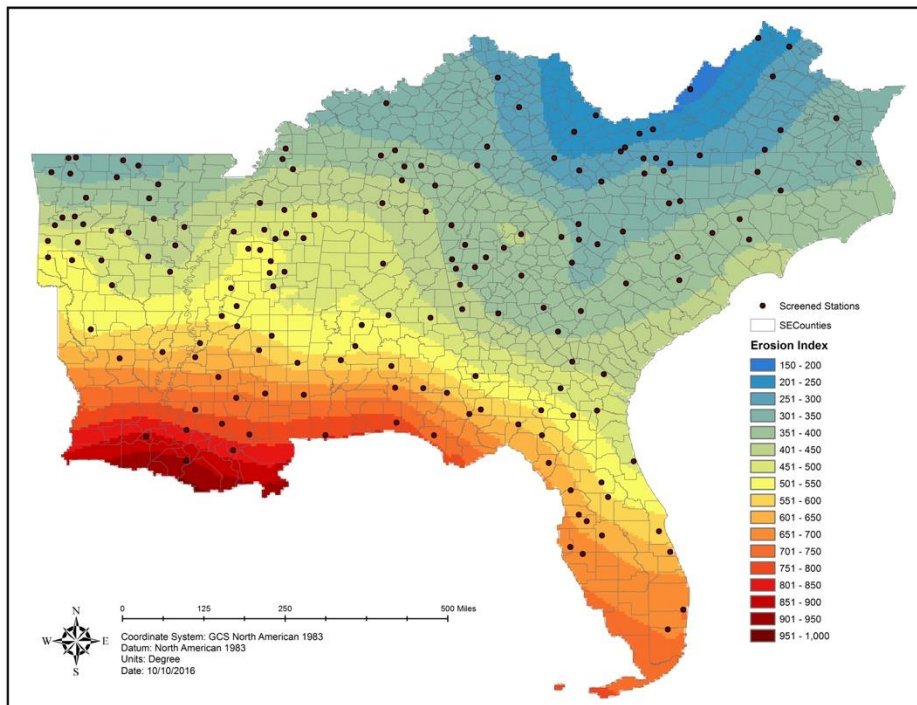 Screened Stations
SECounties
Erosion Index
150 - 200
201 - 250
251 - 300
301 - 350
351 - 400
401 - 450
451 - 500
501 - 550
551 - 600
601 - 650
651 - 700
701 - 750
751 - 800
801 - 850
851 - 900
901 - 950
951 - 1,000
0 125 250 500 Miles
N
W E
S
Coordinate System: GCS North American 1983
Datum: North American 1983
Units: Degree
Date: 10/10/2016